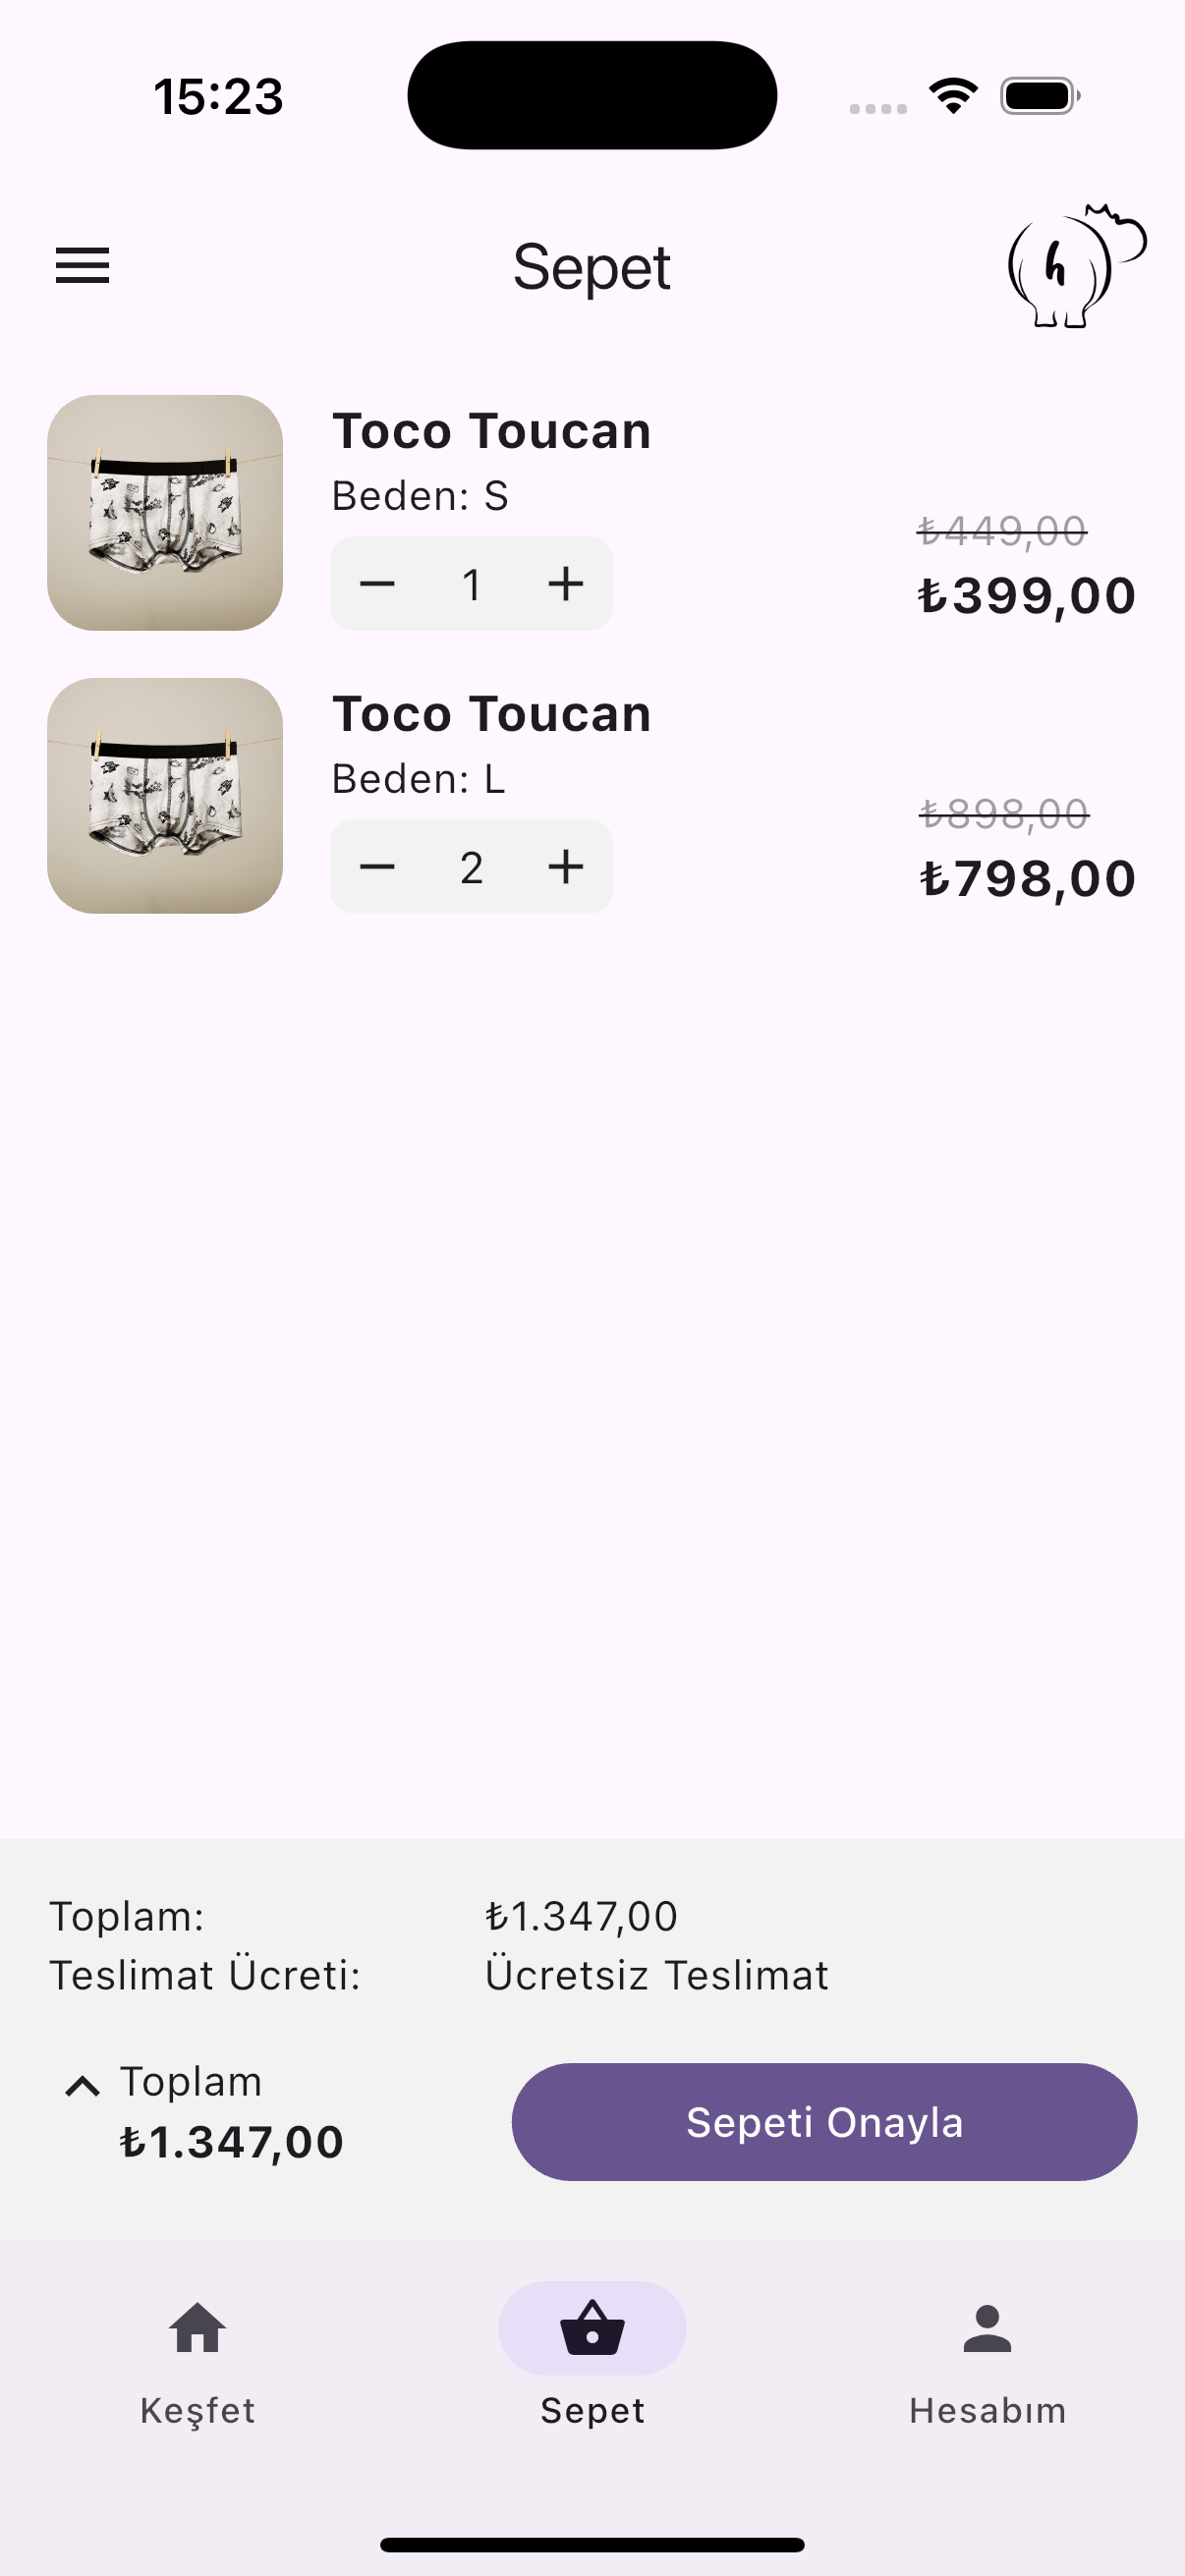 15:23
Sepet
h
Toco Toucan
Beden: S
1
₺449,00
₺399,00
Toco Toucan
Beden: L
2
₺898,00
₺798,00
Toplam: ₺1.347,00
Teslimat Ücreti: Ücretsiz Teslimat
Toplam
₺1.347,00
Sepeti Onayla
Keşfet Sepet Hesabım